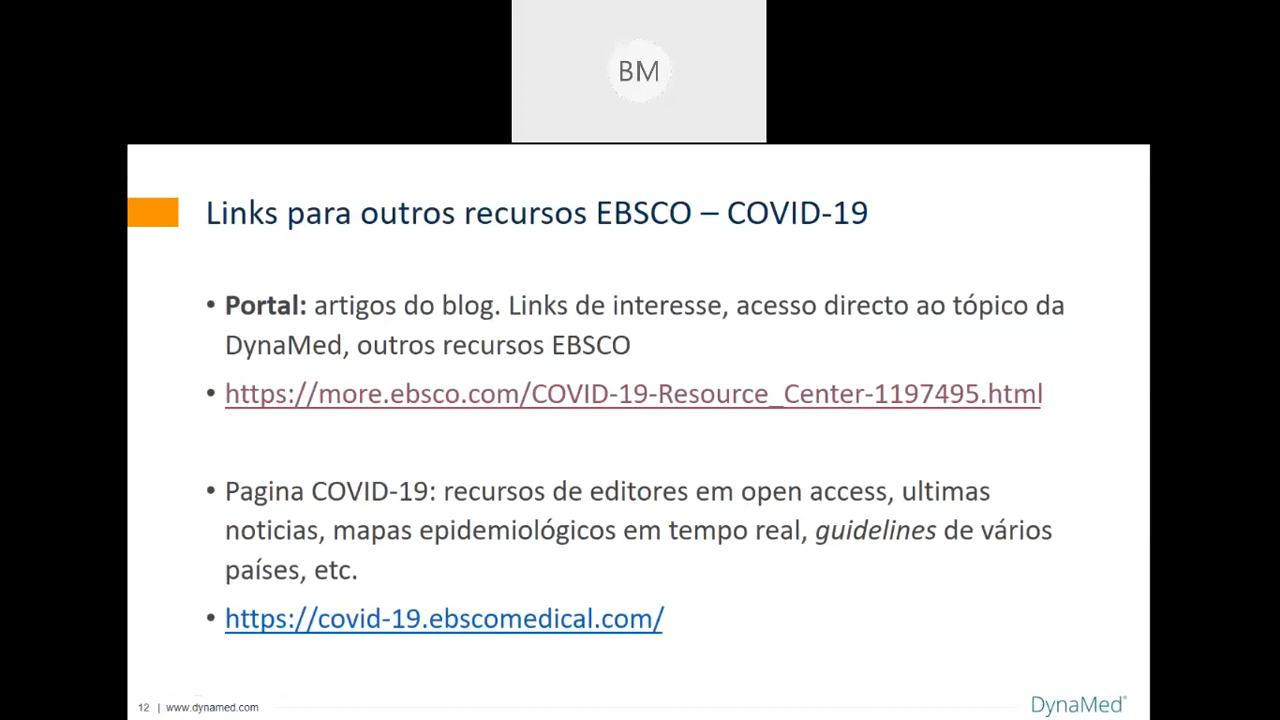 BM
Links para outros recursos EBSCO – COVID-19
• Portal: artigos do blog. Links de interesse, acesso directo ao tópico da
DynaMed, outros recursos EBSCO
• https://more.ebsco.com/COVID-19-Resource_Center-1197495.html
• Pagina COVID-19: recursos de editores em open access, ultimas
noticias, mapas epidemiológicos em tempo real, guidelines de vários
países, etc.
• https://covid-19.ebscomedical.com/
12 | www.dynamed.com
DynaMed®